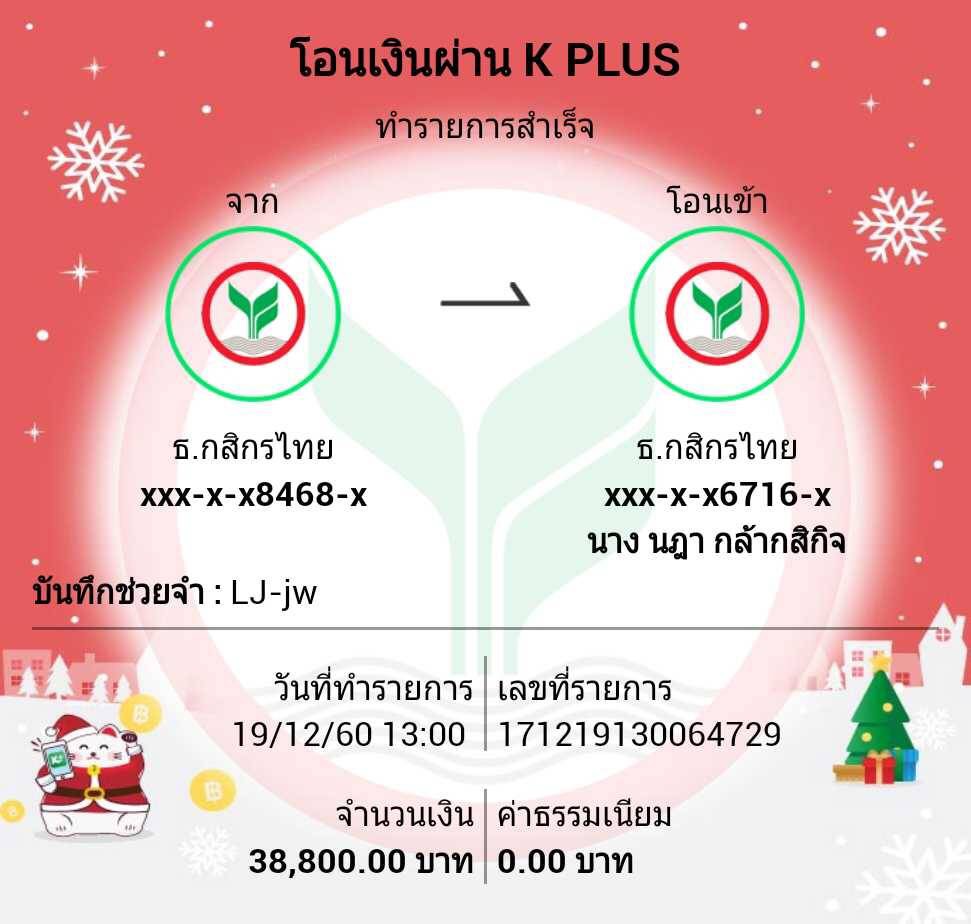 โอนเงินผ่าน K PLUS
ทำรายการสำเร็จ
จาก
โอนเข้า
ธ.กสิกรไทย
xxx-x-x8468-x
ธ.กสิกรไทย
xxx-x-x6716-x
นาง นฎา กล้ากสิกิจ
บันทึกช่วยจำ : LJ-jw
วันที่ทำรายการ
19/12/60 13:00
เลขที่รายการ
171219130064729
จำนวนเงิน
38,800.00 บาท
ค่าธรรมเนียม
0.00 บาท